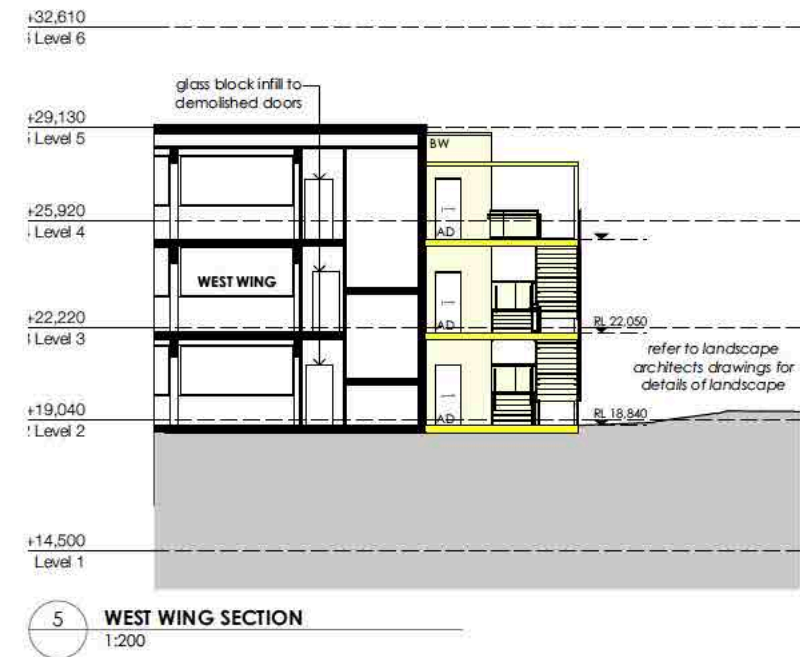 +32,610
Level 6
glass block infill to
demolished doors
+29,130
Level 5
BW
+25,920
Level 4
AD
WEST WING
+22,220
Level 3
AD
RL 22.050
refer to landscape
architects drawings for
details of landscape
+19,040
Level 2
AD
RL 18.840
+14,500
Level 1
5 WEST WING SECTION
1:200